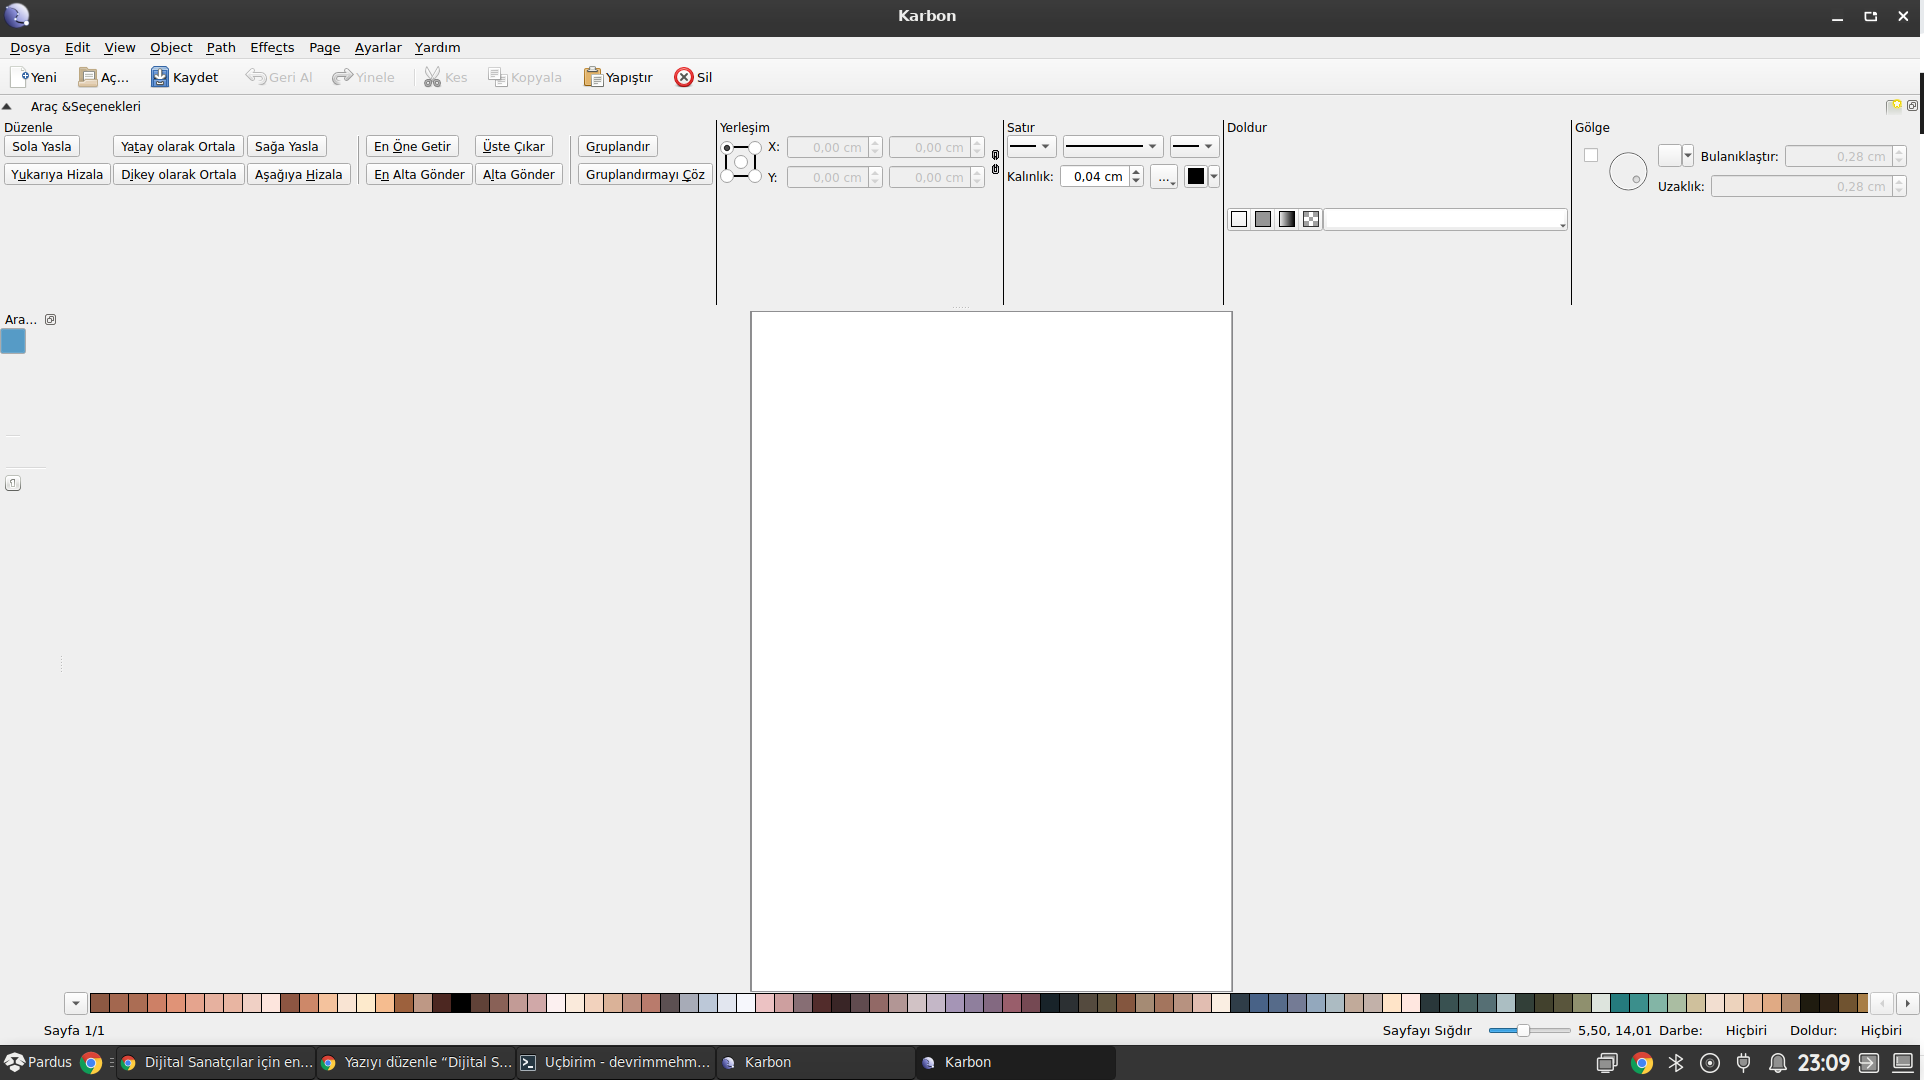 Karbon
Dosya Edit View Object Path Effects Page Ayarlar Yardım
Yeni Aç... Kaydet Geri Al Yinele Kes Kopyala Yapıştır Sil
Araç &Seçenekleri
Düzenle Yerleşim Satır Doldur Gölge
Sola Yasla Yatay olarak Ortala Sağa Yasla En Öne Getir Üste Çıkar Gruplandır X: 0,00 cm 0,00 cm
Bulanıklaştır: 0,28 cm
Yukarıya Hizala Dikey olarak Ortala Aşağıya Hizala En Alta Gönder Alta Gönder Gruplandırmayı Çöz Y: 0,00 cm 0,00 cm Kalınlık: 0,04 cm ...
Uzaklık: 0,28 cm
Ara...
Sayfa 1/1 Sayfayı Sığdır 5,50, 14,01 Darbe: Hiçbiri Doldur: Hiçbiri
Pardus Dijital Sanatçılar için en... Yazıyı düzenle “Dijital S... Uçbirim - devrimmehm... Karbon Karbon 23:09